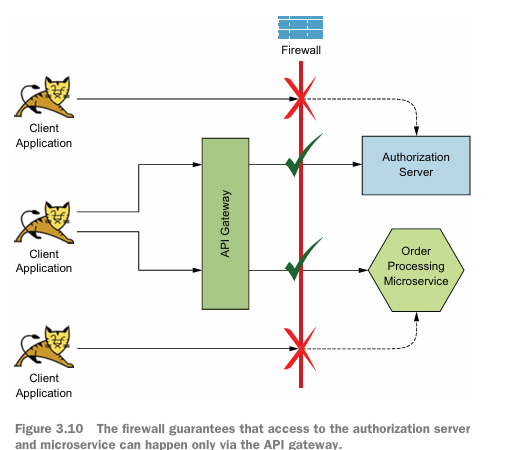 Firewall
Client
Application
Authorization
Server
API Gateway
Client
Application
Order
Processing
Microservice
Client
Application
Figure 3.10 The firewall guarantees that access to the authorization server
and microservice can happen only via the API gateway.